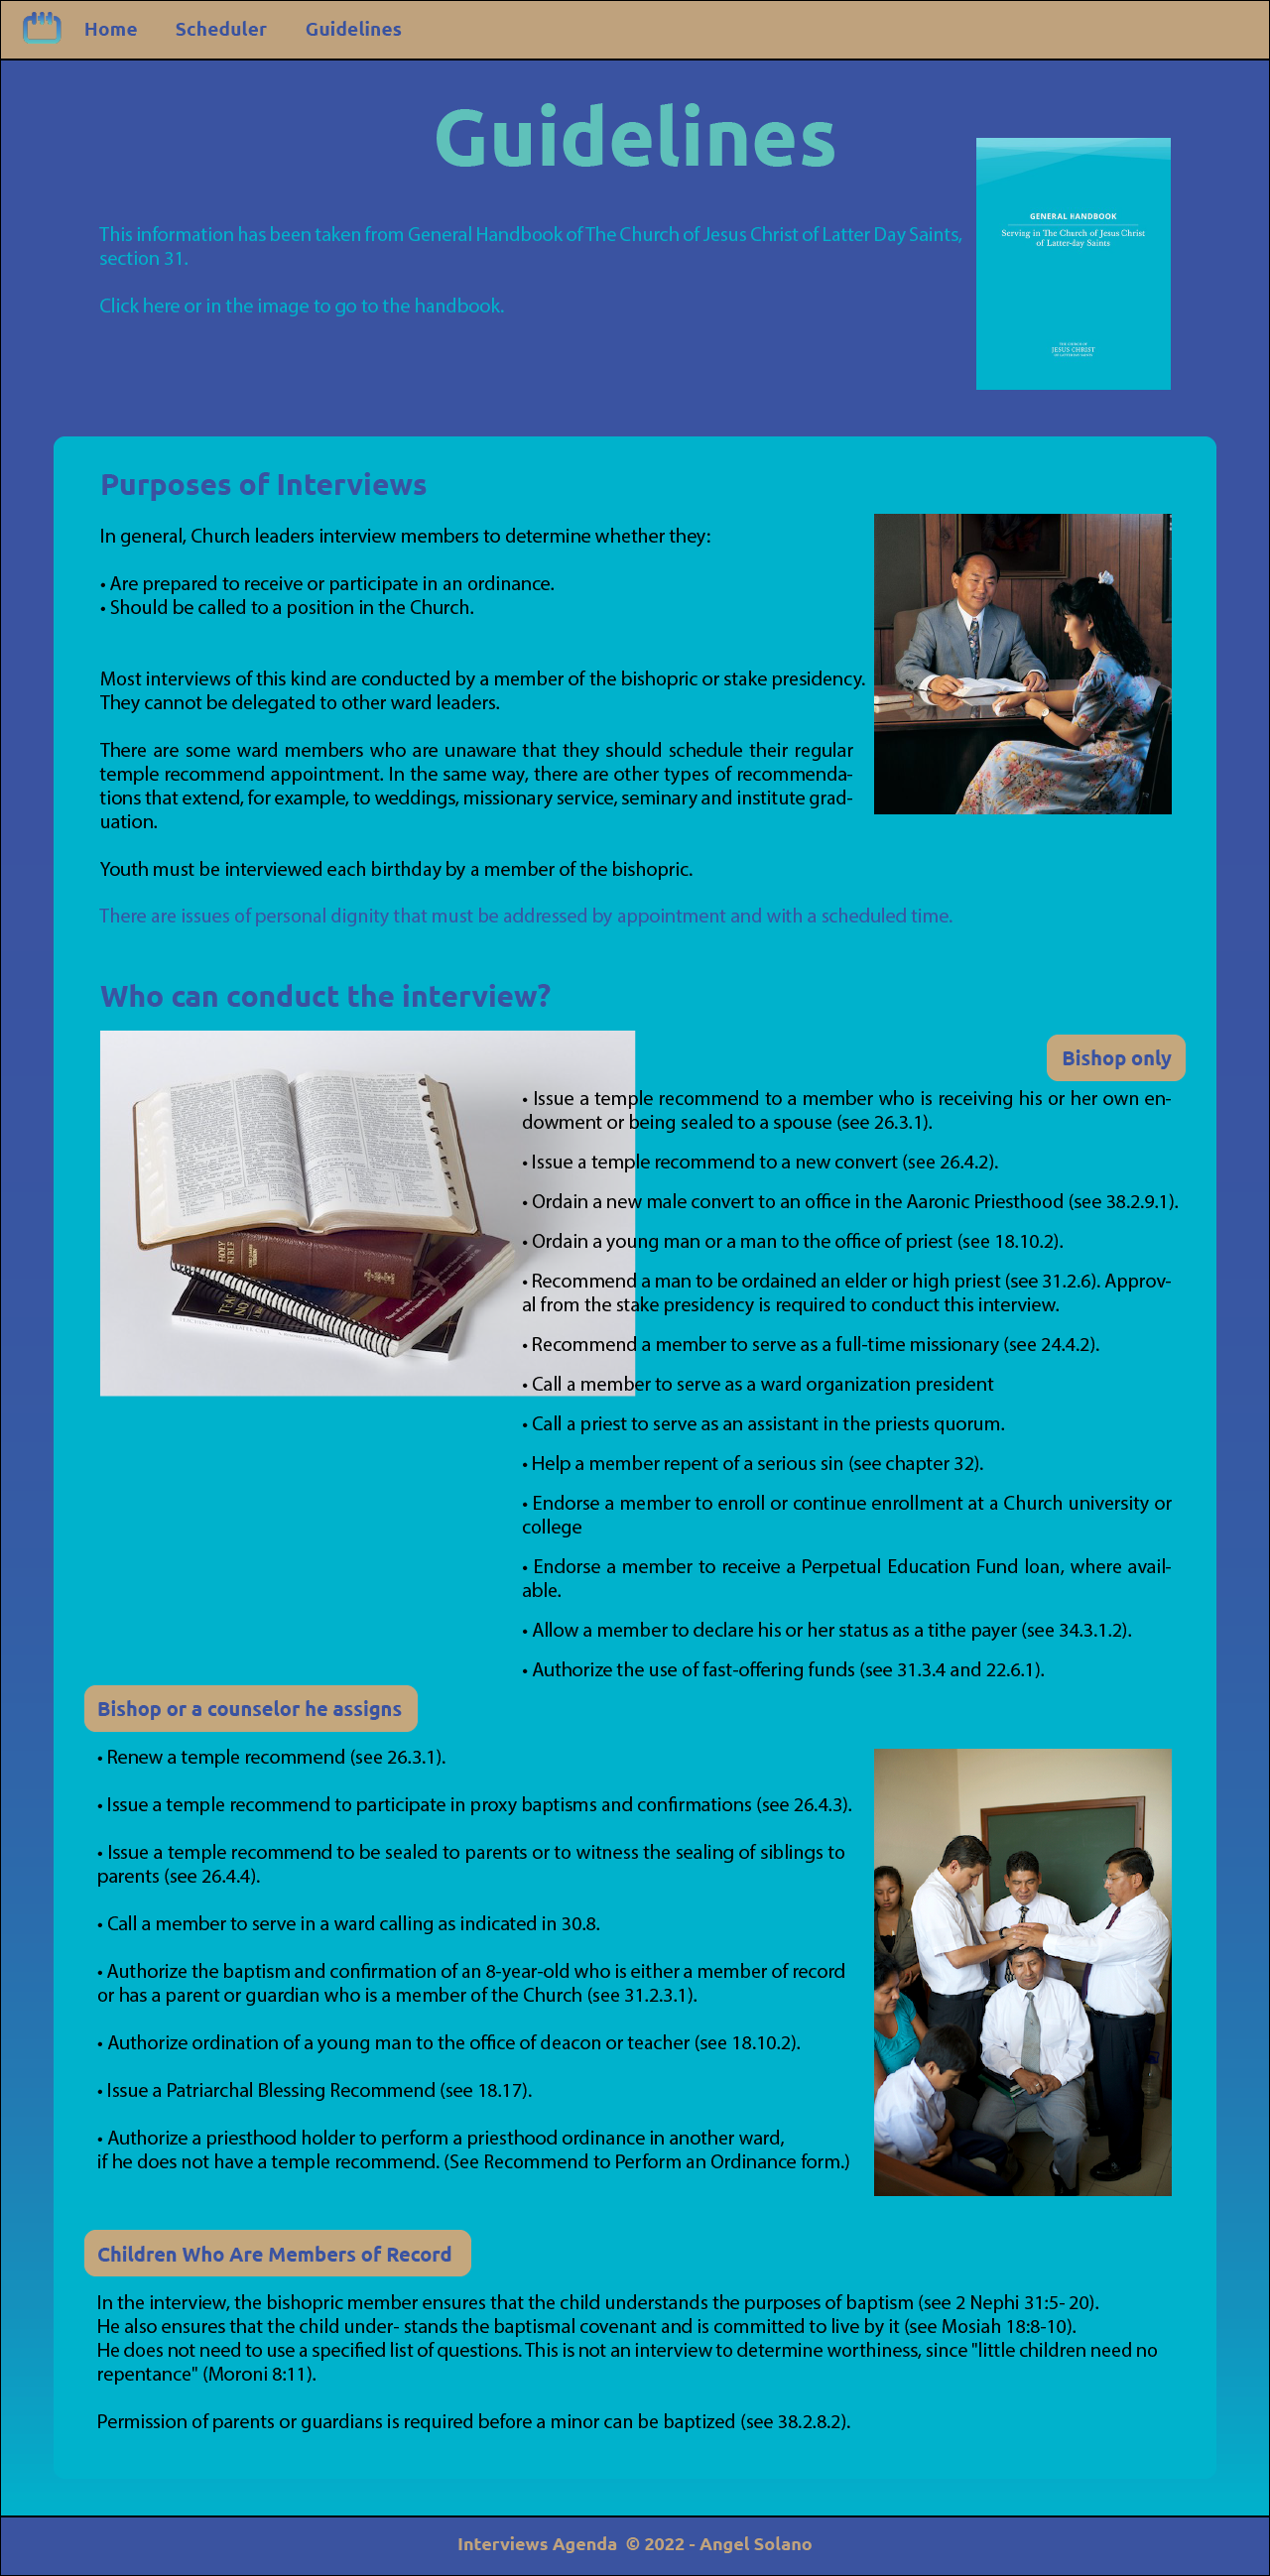 Home Scheduler Guidelines
Guidelines
GENERAL HANDBOOK
Serving in The Church of Jesus Christ
of Latter-day Saints
JESUS CHRIST
This information has been taken from General Handbook of The Church of Jesus Christ of Latter Day Saints,
section 31.
Click here or in the image to go to the handbook.
Purposes of Interviews
In general, Church leaders interview members to determine whether they:
• Are prepared to receive or participate in an ordinance.
• Should be called to a position in the Church.
Most interviews of this kind are conducted by a member of the bishopric or stake presidency.
They cannot be delegated to other ward leaders.
There are some ward members who are unaware that they should schedule their regular
temple recommend appointment. In the same way, there are other types of recommenda-
tions that extend, for example, to weddings, missionary service, seminary and institute grad-
uation.
Youth must be interviewed each birthday by a member of the bishopric.
There are issues of personal dignity that must be addressed by appointment and with a scheduled time.
Who can conduct the interview?
HOLY
BIBLE
Bishop only
• Issue a temple recommend to a member who is receiving his or her own en-
dowment or being sealed to a spouse (see 26.3.1).
• Issue a temple recommend to a new convert (see 26.4.2).
• Ordain a new male convert to an office in the Aaronic Priesthood (see 38.2.9.1).
• Ordain a young man or a man to the office of priest (see 18.10.2).
• Recommend a man to be ordained an elder or high priest (see 31.2.6). Approv-
al from the stake presidency is required to conduct this interview.
• Recommend a member to serve as a full-time missionary (see 24.4.2).
• Call a member to serve as a ward organization president
• Call a priest to serve as an assistant in the priests quorum.
• Help a member repent of a serious sin (see chapter 32).
• Endorse a member to enroll or continue enrollment at a Church university or
college
• Endorse a member to receive a Perpetual Education Fund loan, where avail-
able.
• Allow a member to declare his or her status as a tithe payer (see 34.3.1.2).
• Authorize the use of fast-offering funds (see 31.3.4 and 22.6.1).
Bishop or a counselor he assigns
• Renew a temple recommend (see 26.3.1).
• Issue a temple recommend to participate in proxy baptisms and confirmations (see 26.4.3).
• Issue a temple recommend to be sealed to parents or to witness the sealing of siblings to
parents (see 26.4.4).
• Call a member to serve in a ward calling as indicated in 30.8.
• Authorize the baptism and confirmation of an 8-year-old who is either a member of record
or has a parent or guardian who is a member of the Church (see 31.2.3.1).
• Authorize ordination of a young man to the office of deacon or teacher (see 18.10.2).
• Issue a Patriarchal Blessing Recommend (see 18.17).
• Authorize a priesthood holder to perform a priesthood ordinance in another ward,
if he does not have a temple recommend. (See Recommend to Perform an Ordinance form.)
Children Who Are Members of Record
In the interview, the bishopric member ensures that the child understands the purposes of baptism (see 2 Nephi 31:5- 20).
He also ensures that the child under- stands the baptismal covenant and is committed to live by it (see Mosiah 18:8-10).
He does not need to use a specified list of questions. This is not an interview to determine worthiness, since "little children need no
repentance" (Moroni 8:11).
Permission of parents or guardians is required before a minor can be baptized (see 38.2.8.2).
Interviews Agenda © 2022 - Angel Solano